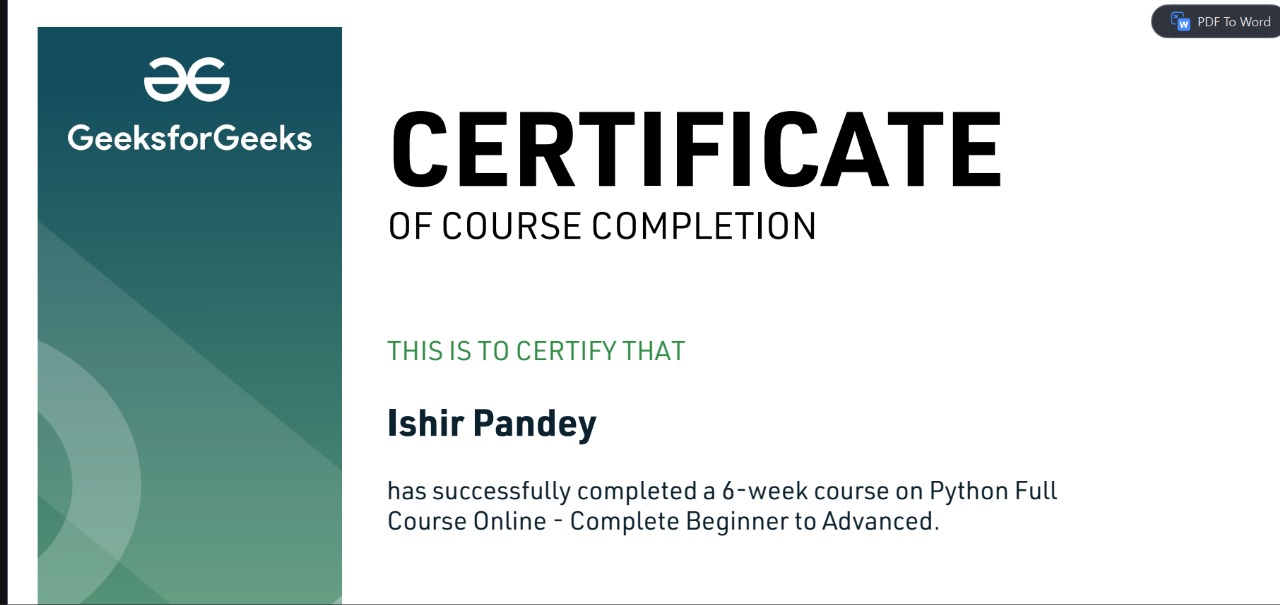 PDF To Word
GeeksforGeeks
CERTIFICATE
OF COURSE COMPLETION
THIS IS TO CERTIFY THAT
Ishir Pandey
has successfully completed a 6-week course on Python Full
Course Online - Complete Beginner to Advanced.